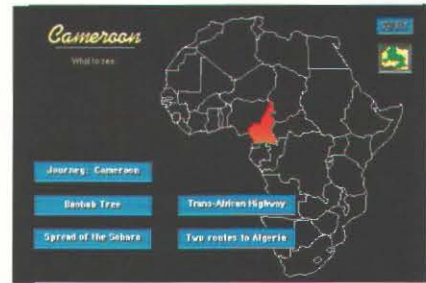 Cameroon
What to see
Journey: Cameroon
Baobab Tree
Trans-African Highway
Spread of the Sahara
Two routes to Algeria